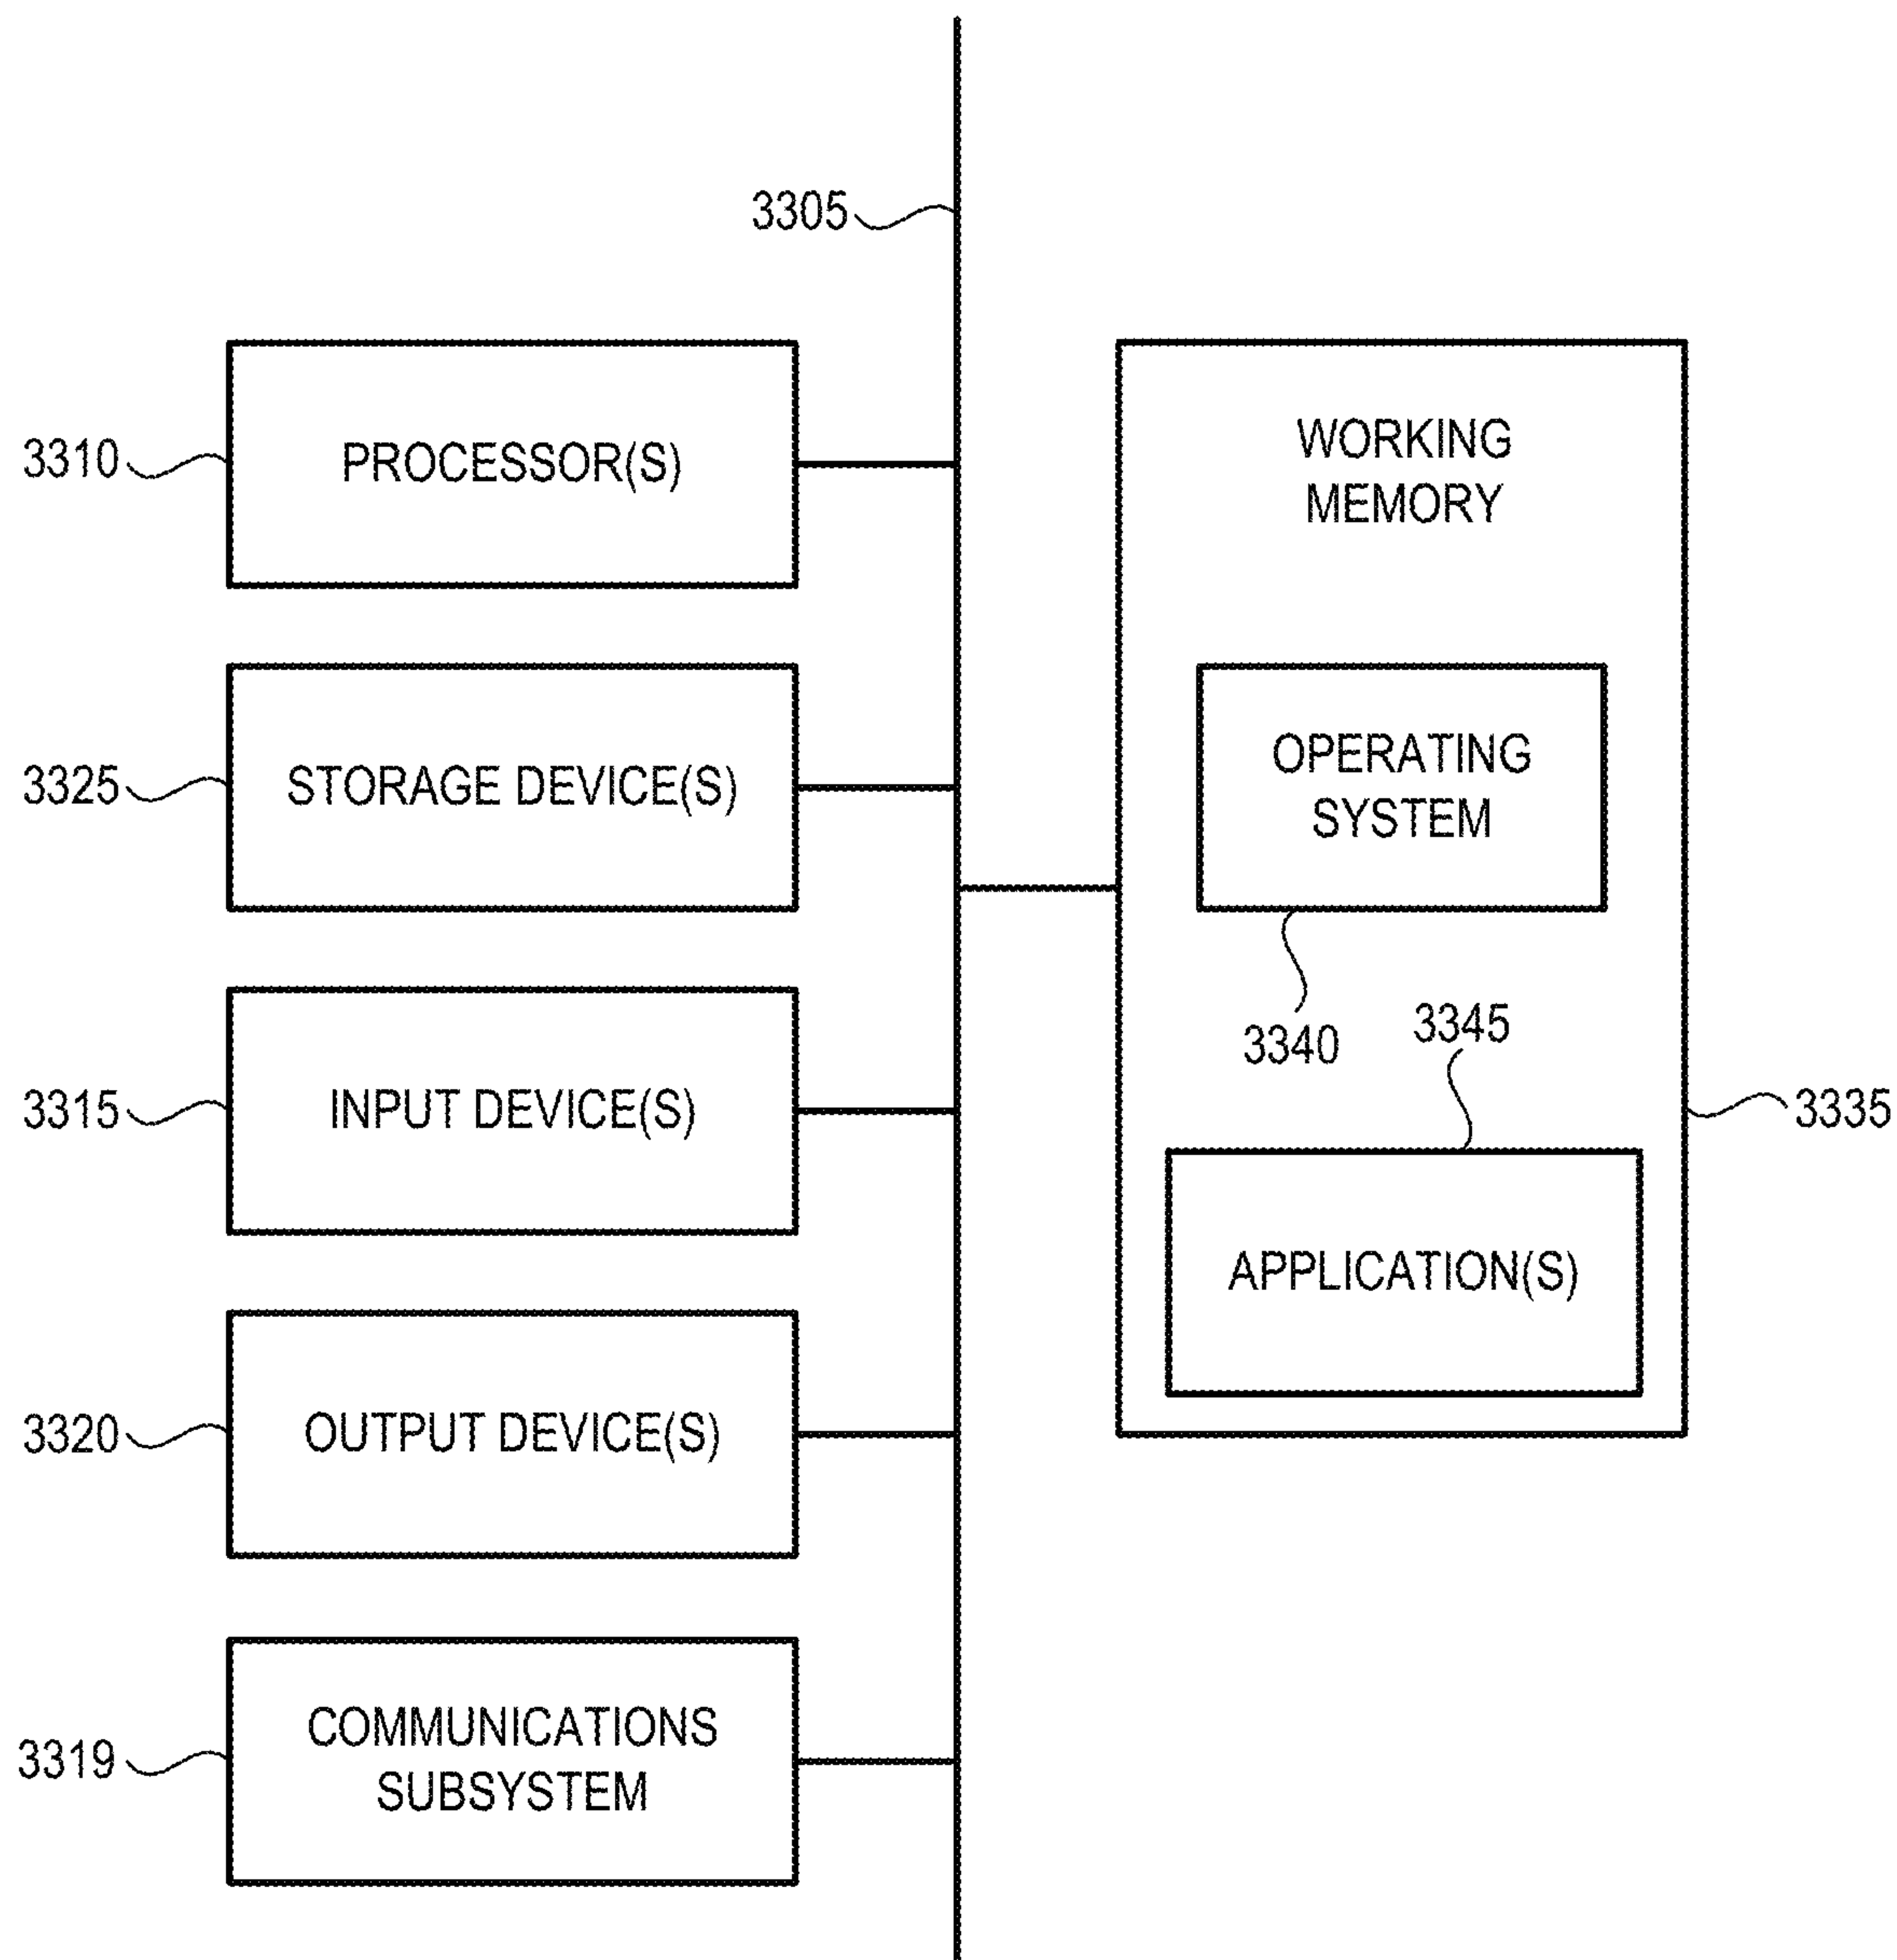 3305
3310
PROCESSOR(S)
3325
STORAGE DEVICE(S)
3315
INPUT DEVICE(S)
3320
OUTPUT DEVICE(S)
3319
COMMUNICATIONS
SUBSYSTEM
WORKING
MEMORY
OPERATING
SYSTEM
3340
3345
APPLICATION(S)
3335